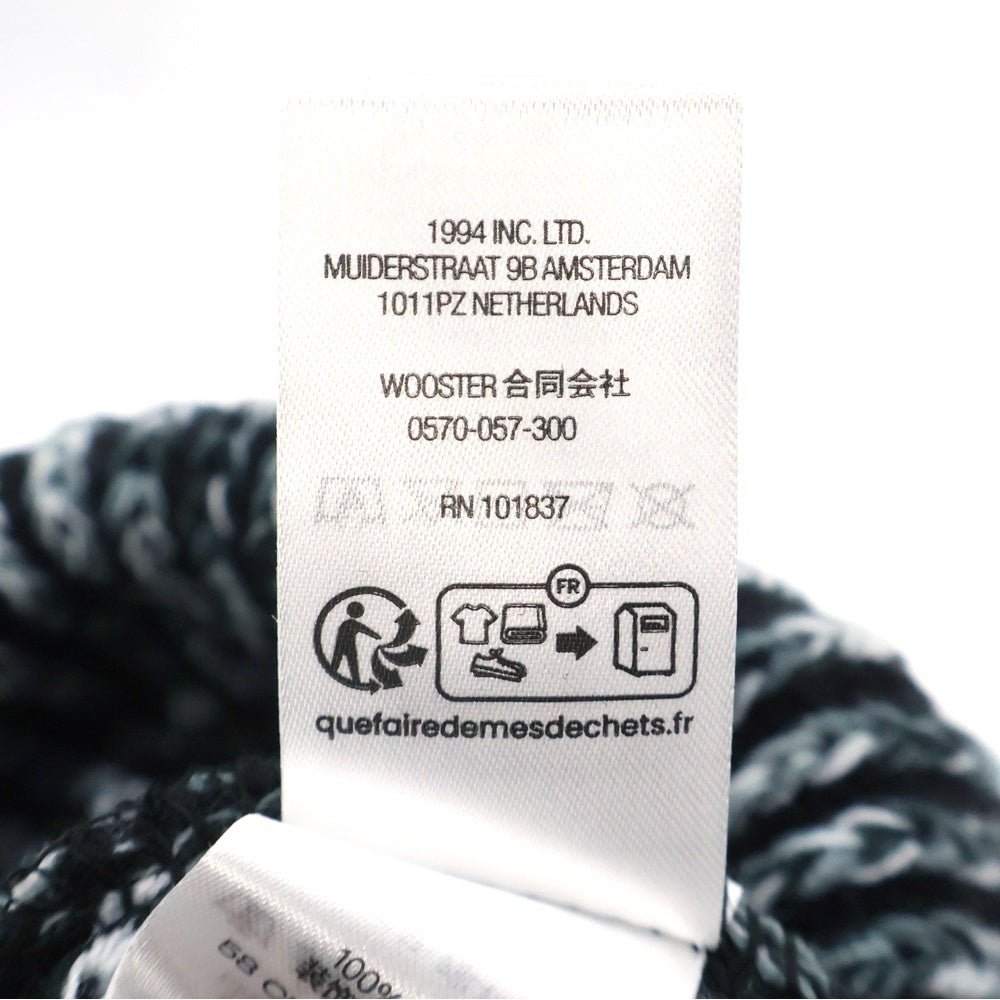 1994 INC. LTD.
MUIDERSTRAAT 9B AMSTERDAM
1011PZ NETHERLANDS
WOOSTER 合同会社
0570-057-300
RN 101837
FR
quefairedemesdechets.fr
100%